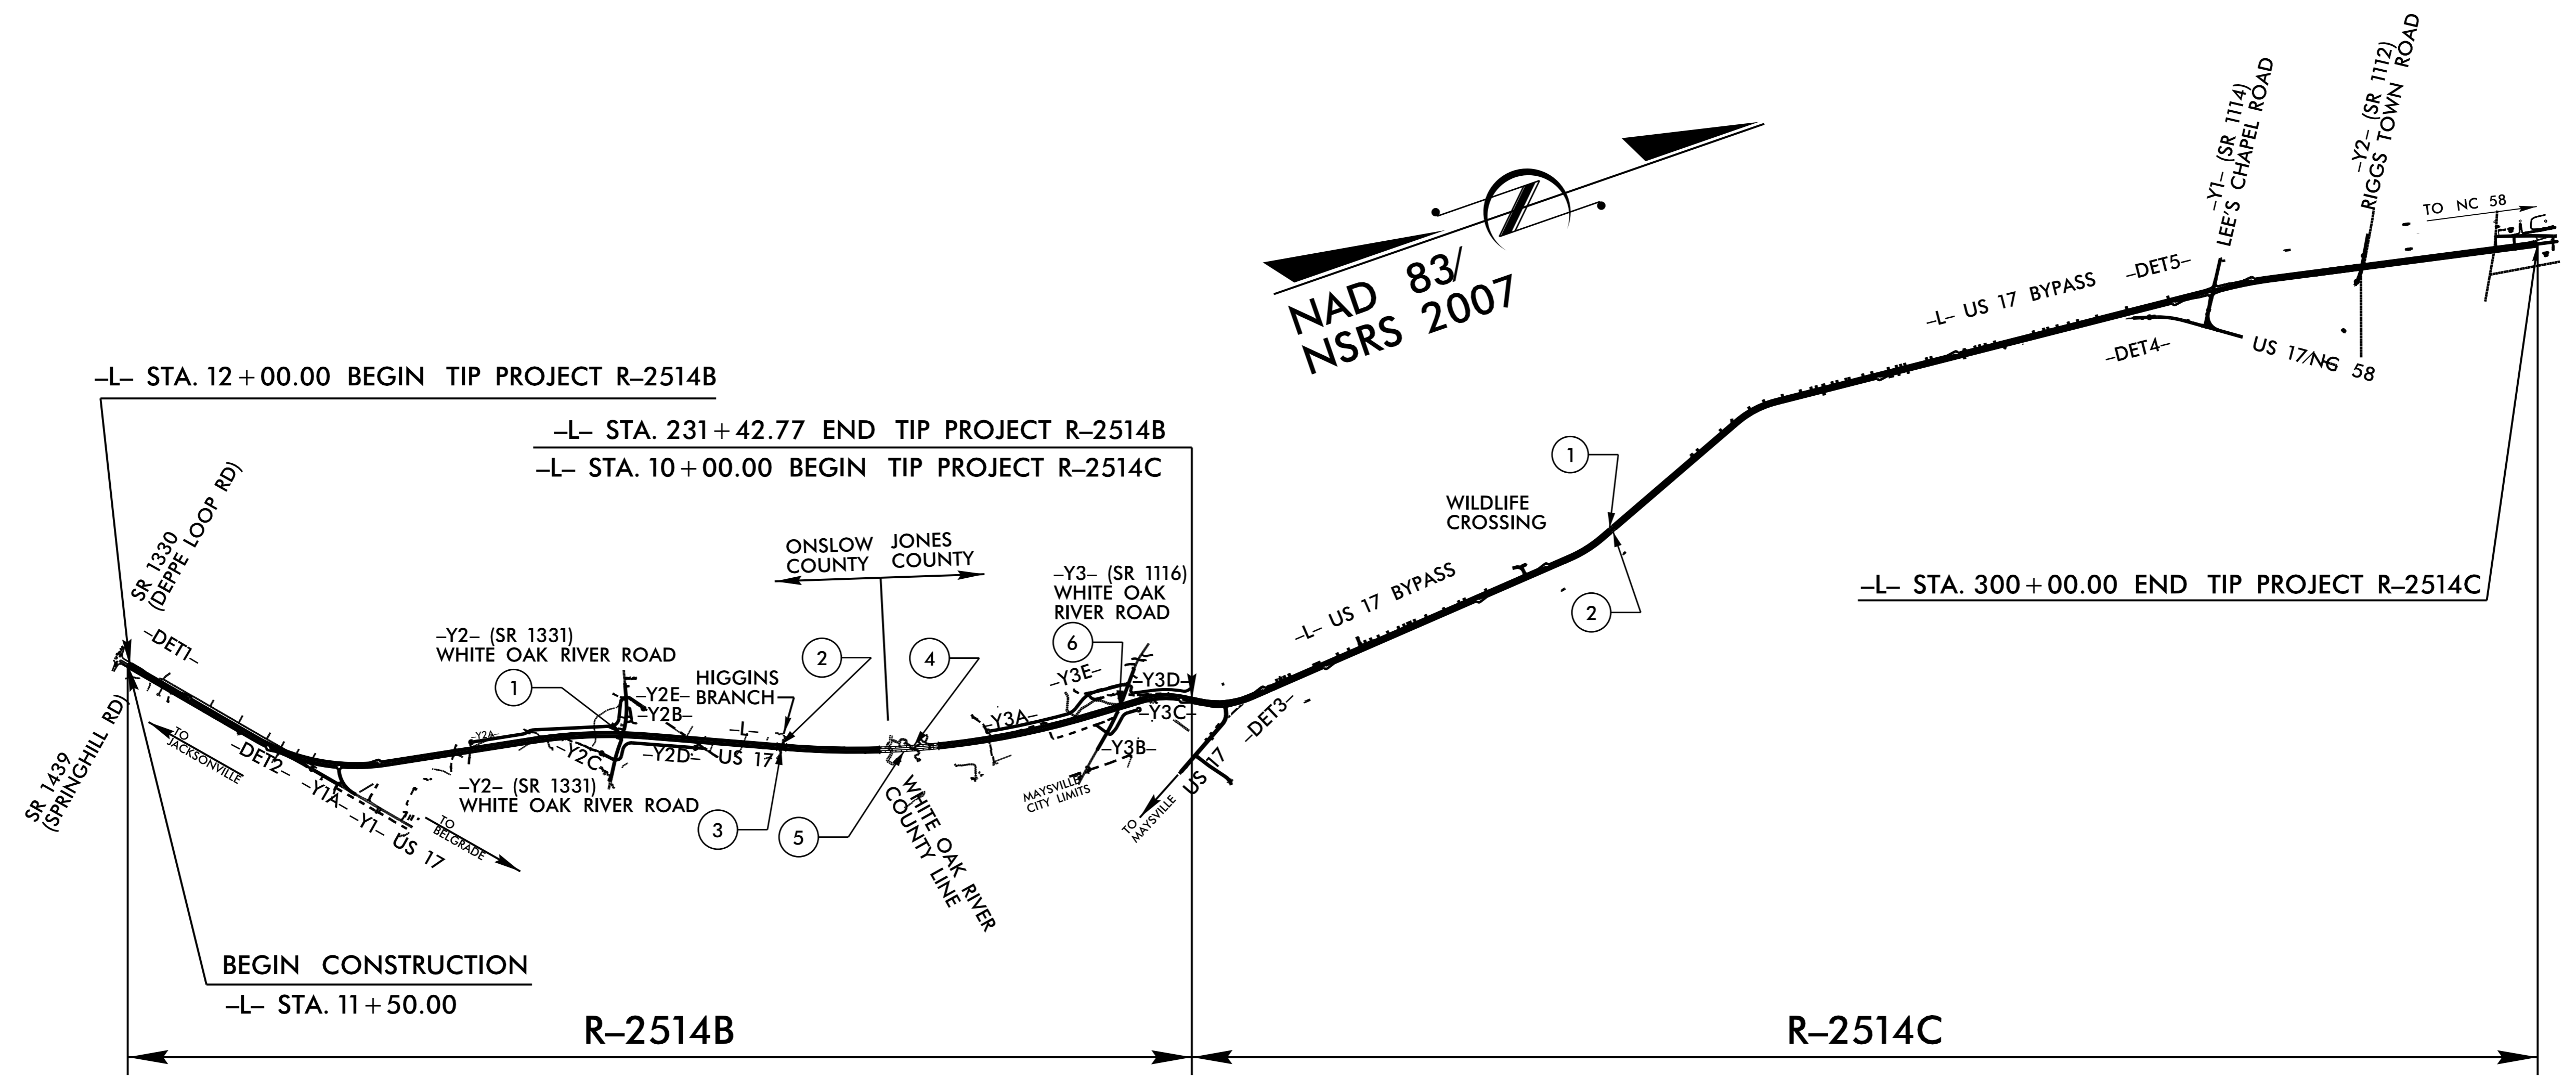 –Y1– (SR 1114)
LEE'S CHAPEL ROAD
–Y2– (SR 1112)
RIGGS TOWN ROAD
TO NC 58
NAD 83/
NSRS 2007
–L– US 17 BYPASS
–DET5–
–DET4–
US 17/NC 58
–L– STA. 12+00.00 BEGIN TIP PROJECT R–2514B
–L– STA. 231+42.77 END TIP PROJECT R–2514B
–L– STA. 10+00.00 BEGIN TIP PROJECT R–2514C
1
WILDLIFE
CROSSING
2
–L– US 17 BYPASS
–L– STA. 300+00.00 END TIP PROJECT R–2514C
SR 1330
(DEPPE LOOP RD)
–DET1–
ONSLOW
COUNTY
JONES
COUNTY
–Y3– (SR 1116)
WHITE OAK
RIVER ROAD
6
–Y2– (SR 1331)
WHITE OAK RIVER ROAD
1
HIGGINS
BRANCH
2
4
–Y2E–
–Y2B–
–Y3E–
–Y3D–
–Y3A–
–Y3C–
–Y3B–
–DET3–
SR 1439
(SPRINGHILL RD)
TO
JACKSONVILLE
–DET2–
–Y2A–
–Y2C–
–Y2D–
–L–
US 17
–Y1A–
–Y1–
US 17
TO
BELGRADE
–Y2– (SR 1331)
WHITE OAK RIVER ROAD
3
5
WHITE OAK RIVER
COUNTY LINE
MAYSVILLE
CITY LIMITS
TO
MAYSVILLE
US 17
BEGIN CONSTRUCTION
–L– STA. 11+50.00
R–2514B
R–2514C